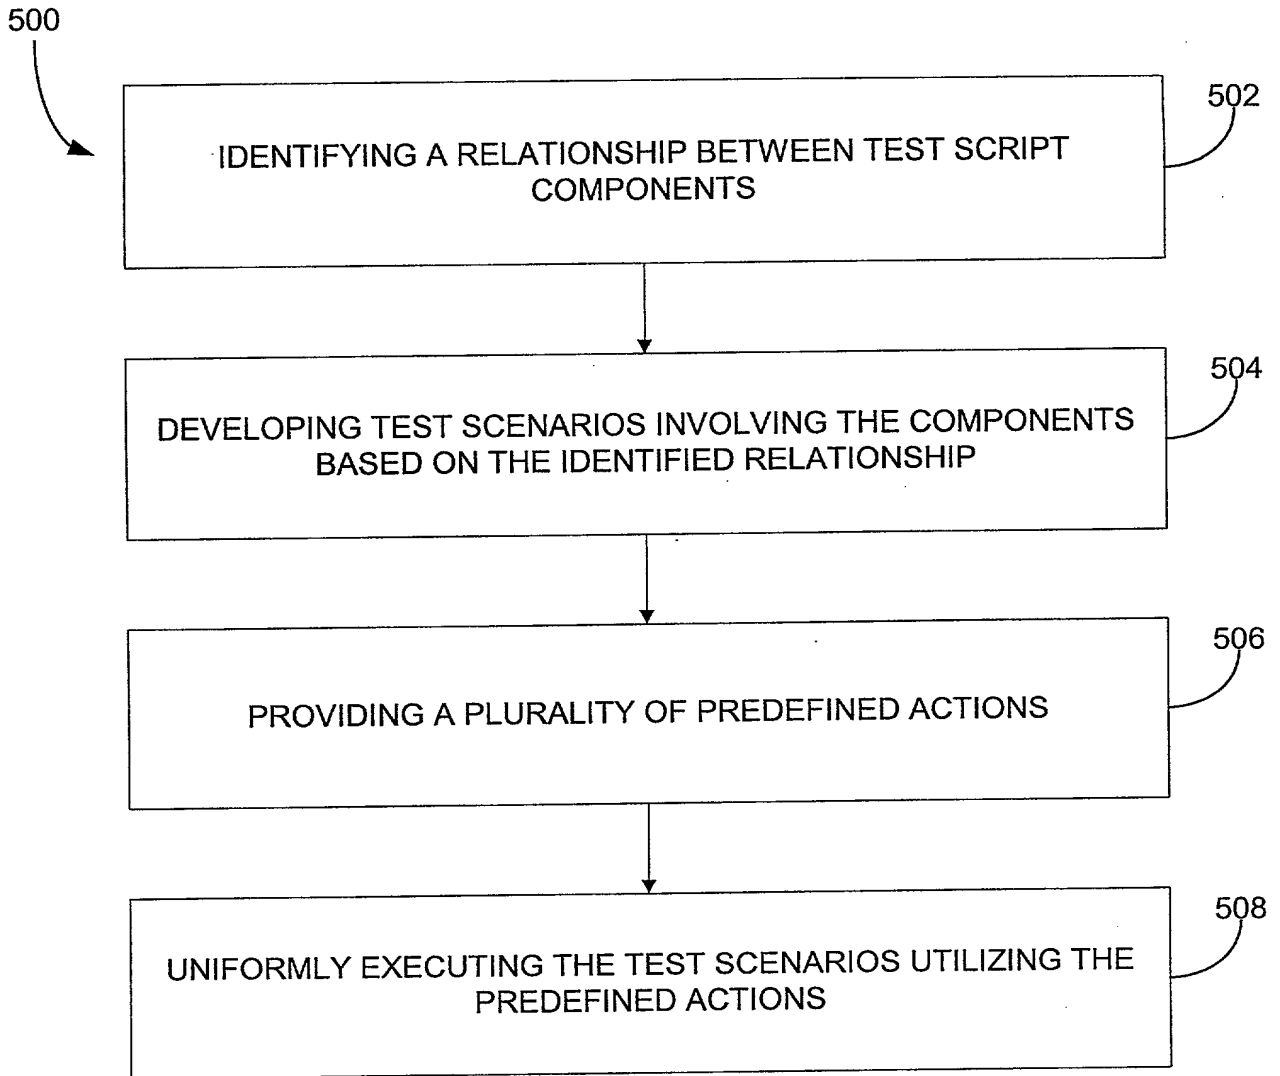 500
502
IDENTIFYING A RELATIONSHIP BETWEEN TEST SCRIPT
COMPONENTS
504
DEVELOPING TEST SCENARIOS INVOLVING THE COMPONENTS
BASED ON THE IDENTIFIED RELATIONSHIP
506
PROVIDING A PLURALITY OF PREDEFINED ACTIONS
508
UNIFORMLY EXECUTING THE TEST SCENARIOS UTILIZING THE
PREDEFINED ACTIONS